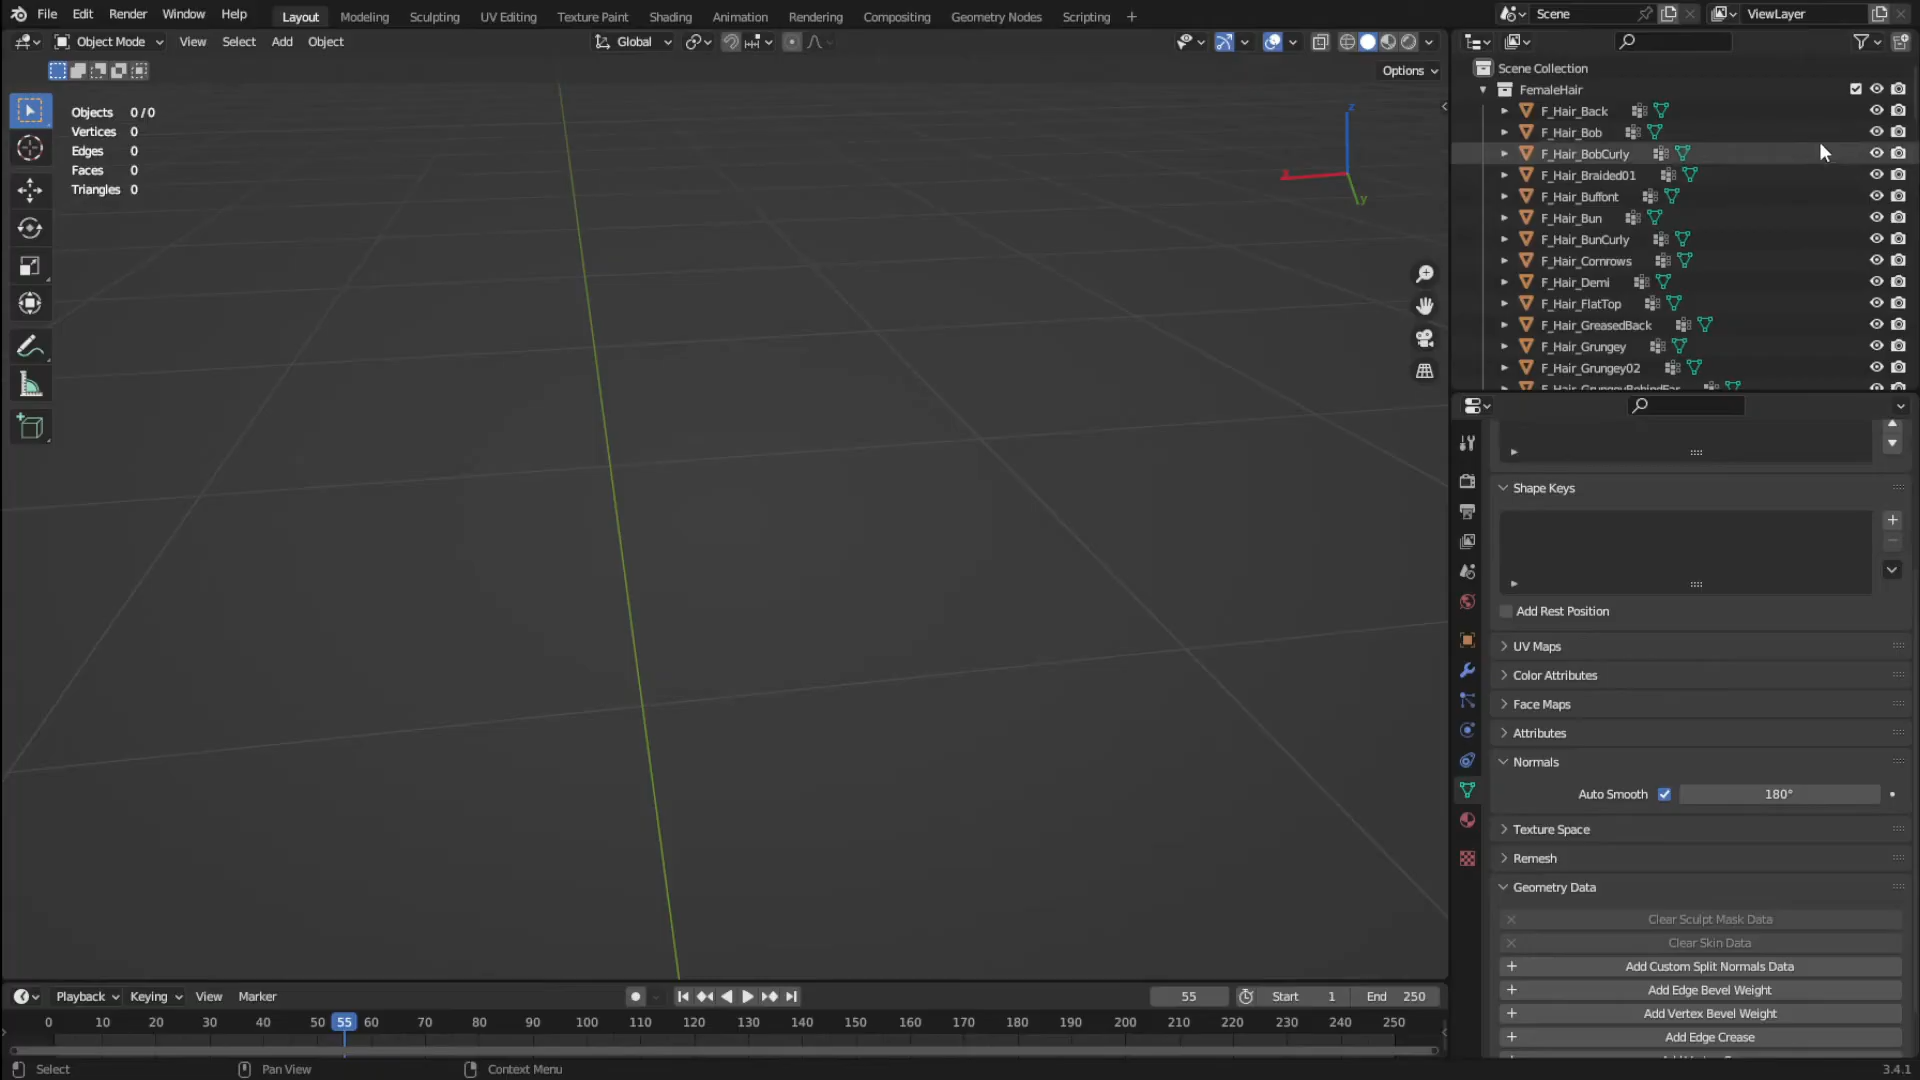 File Edit Render Window Help Layout Modeling Sculpting UV Editing Texture Paint Shading Animation Rendering Compositing Geometry Nodes Scripting + Scene ViewLayer
Object Mode View Select Add Object Global
Options
Objects 0 / 0
Vertices 0
Edges 0
Faces 0
Triangles 0
z
x
y
Scene Collection
FemaleHair
F_Hair_Back
F_Hair_Bob
F_Hair_BobCurly
F_Hair_Braided01
F_Hair_Buffont
F_Hair_Bun
F_Hair_BunCurly
F_Hair_Cornrows
F_Hair_Demi
F_Hair_FlatTop
F_Hair_GreasedBack
F_Hair_Grungey
F_Hair_Grungey02
F_Hair_GrungeyBehindEar
Shape Keys
Add Rest Position
UV Maps
Color Attributes
Face Maps
Attributes
Normals
Auto Smooth 180°
Texture Space
Remesh
Geometry Data
Clear Sculpt Mask Data
Clear Skin Data
Add Custom Split Normals Data
Add Edge Bevel Weight
Add Vertex Bevel Weight
Add Edge Crease
Playback Keying View Marker 55 Start 1 End 250
0 10 20 30 40 50 55 60 70 80 90 100 110 120 130 140 150 160 170 180 190 200 210 220 230 240 250
Select Pan View Context Menu 3.4.1